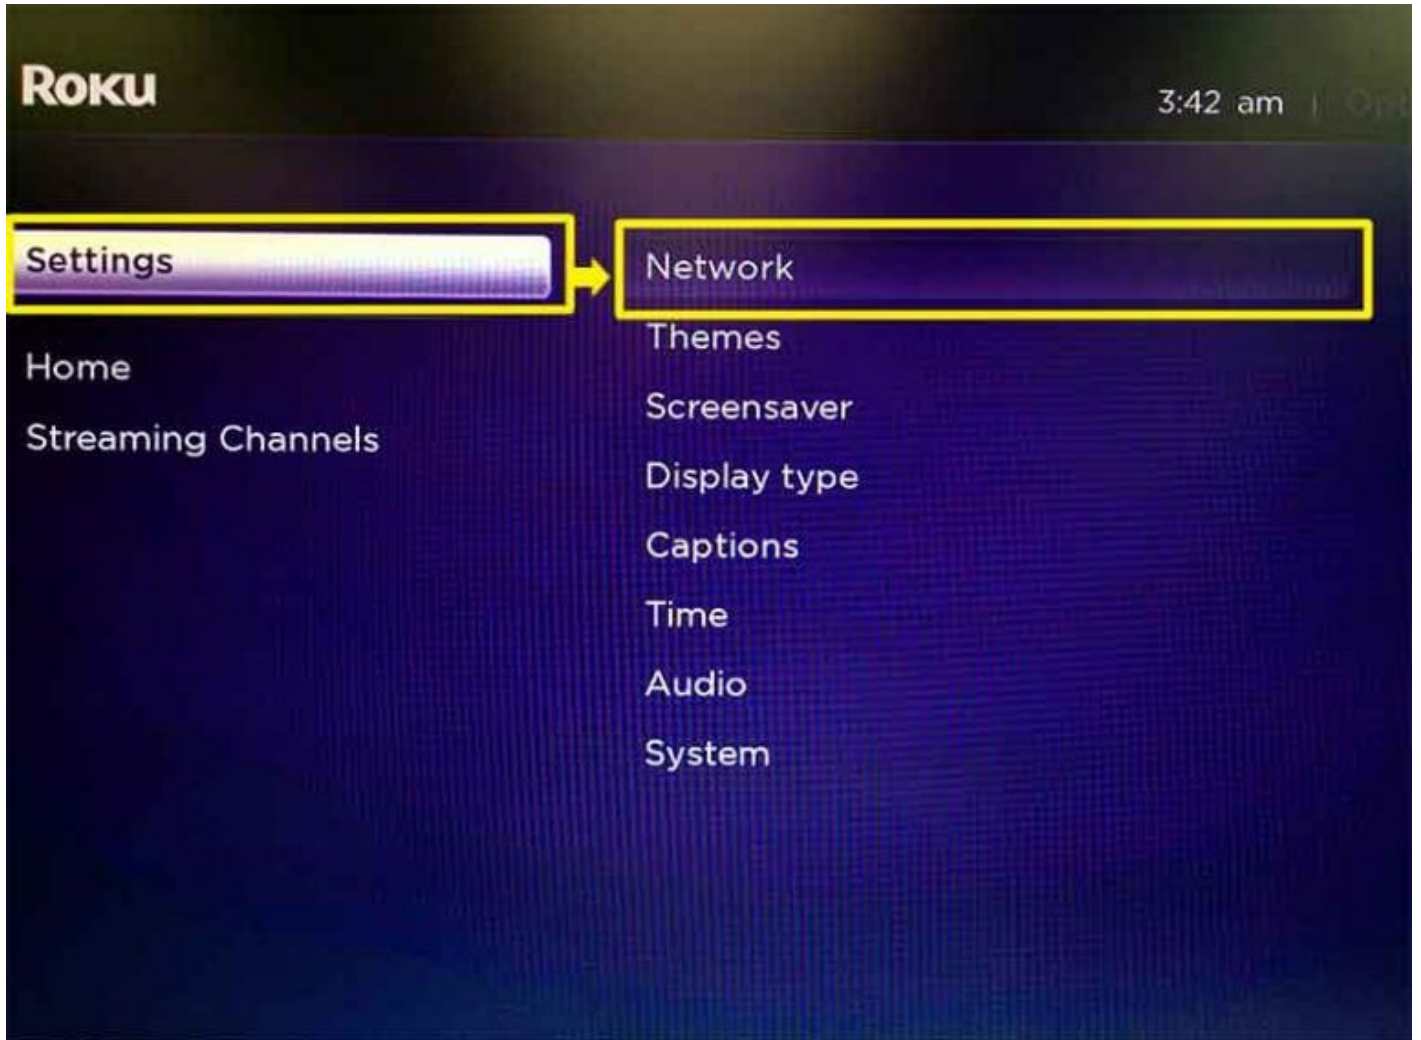 Roku
3:42 am |
Settings
Home
Streaming Channels
Network
Themes
Screensaver
Display type
Captions
Time
Audio
System